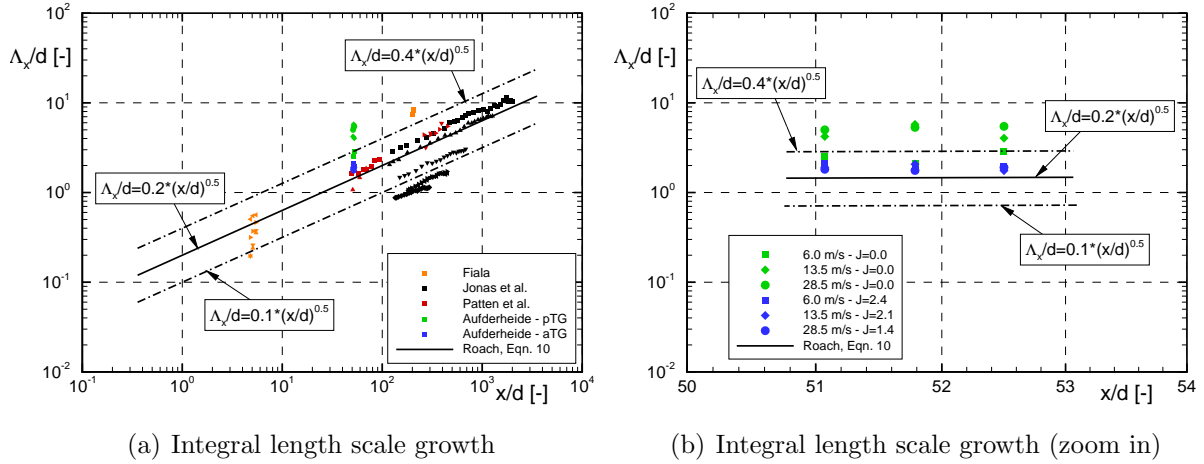 Λx/d [-]
10^2
10^1
10^0
10^-1
10^-2
Λx/d=0.4*(x/d)^0.5
Λx/d=0.2*(x/d)^0.5
Λx/d=0.1*(x/d)^0.5
Fiala
Jonas et al.
Patten et al.
Aufderheide - pTG
Aufderheide - aTG
Roach, Eqn. 10
10^-1 10^0 10^1 10^2 10^3 10^4
x/d [-]
(a) Integral length scale growth
Λx/d [-]
10^2
10^1
10^0
10^-1
10^-2
Λx/d=0.4*(x/d)^0.5
Λx/d=0.2*(x/d)^0.5
Λx/d=0.1*(x/d)^0.5
6.0 m/s - J=0.0
13.5 m/s - J=0.0
28.5 m/s - J=0.0
6.0 m/s - J=2.4
13.5 m/s - J=2.1
28.5 m/s - J=1.4
Roach, Eqn. 10
50 51 52 53 54
x/d [-]
(b) Integral length scale growth (zoom in)